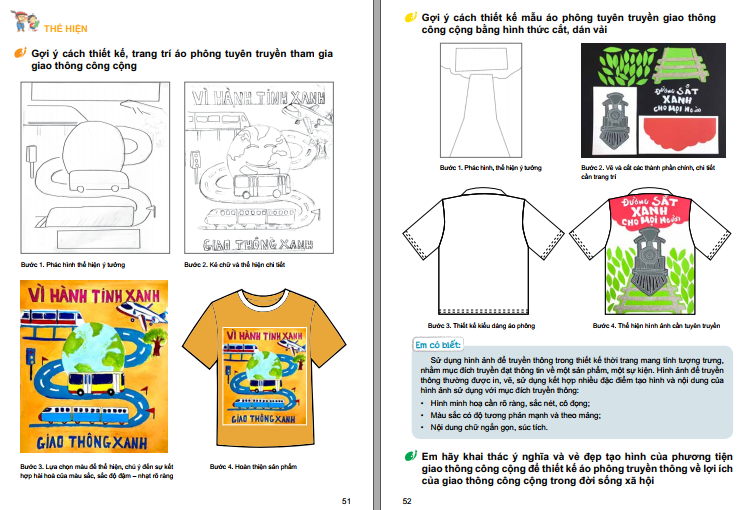 THỂ HIỆN
Gợi ý cách thiết kế, trang trí áo phông tuyên truyền tham gia
giao thông công cộng
VÌ HÀNH TINH XANH
GIAO THÔNG XANH
Bước 1. Phác hình thể hiện ý tưởng
Bước 2. Kẻ chữ và thể hiện chi tiết
VÌ HÀNH TINH XANH
GIAO THÔNG XANH
VÌ HÀNH TINH XANH
GIAO THÔNG XANH
Bước 3. Lựa chọn màu để thể hiện, chú ý đến sự kết
hợp hài hoà của màu sắc, sắc độ đậm – nhạt rõ ràng
Bước 4. Hoàn thiện sản phẩm
51
Gợi ý cách thiết kế mẫu áo phông tuyên truyền giao thông
công cộng bằng hình thức cắt, dán vải
ĐƯỜNG SẮT
XANH
CHO MỌI NGƯỜI
Bước 1. Phác hình, thể hiện ý tưởng
Bước 2. Vẽ và cắt các thành phần chính, chi tiết
cần trang trí
ĐƯỜNG SẮT
XANH
CHO MỌI NGƯỜI
Bước 3. Thiết kế kiểu dáng áo phông
Bước 4. Thể hiện hình ảnh cần tuyên truyền
Em có biết:
Sử dụng hình ảnh để truyền thông trong thiết kế thời trang mang tính tượng trưng,
nhằm mục đích truyền đạt thông tin về một sản phẩm, một sự kiện. Hình ảnh để truyền
thông thường được in, vẽ, sử dụng kết hợp nhiều đặc điểm tạo hình và nội dung của
hình ảnh sử dụng với mục đích truyền thông:
• Hình minh hoạ cần rõ ràng, sắc nét, cô đọng;
• Màu sắc có độ tương phản mạnh và theo mảng;
• Nội dung chữ ngắn gọn, súc tích.
Em hãy khai thác ý nghĩa và vẻ đẹp tạo hình của phương tiện
giao thông công cộng để thiết kế áo phông truyền thông về lợi ích
của giao thông công cộng trong đời sống xã hội
52